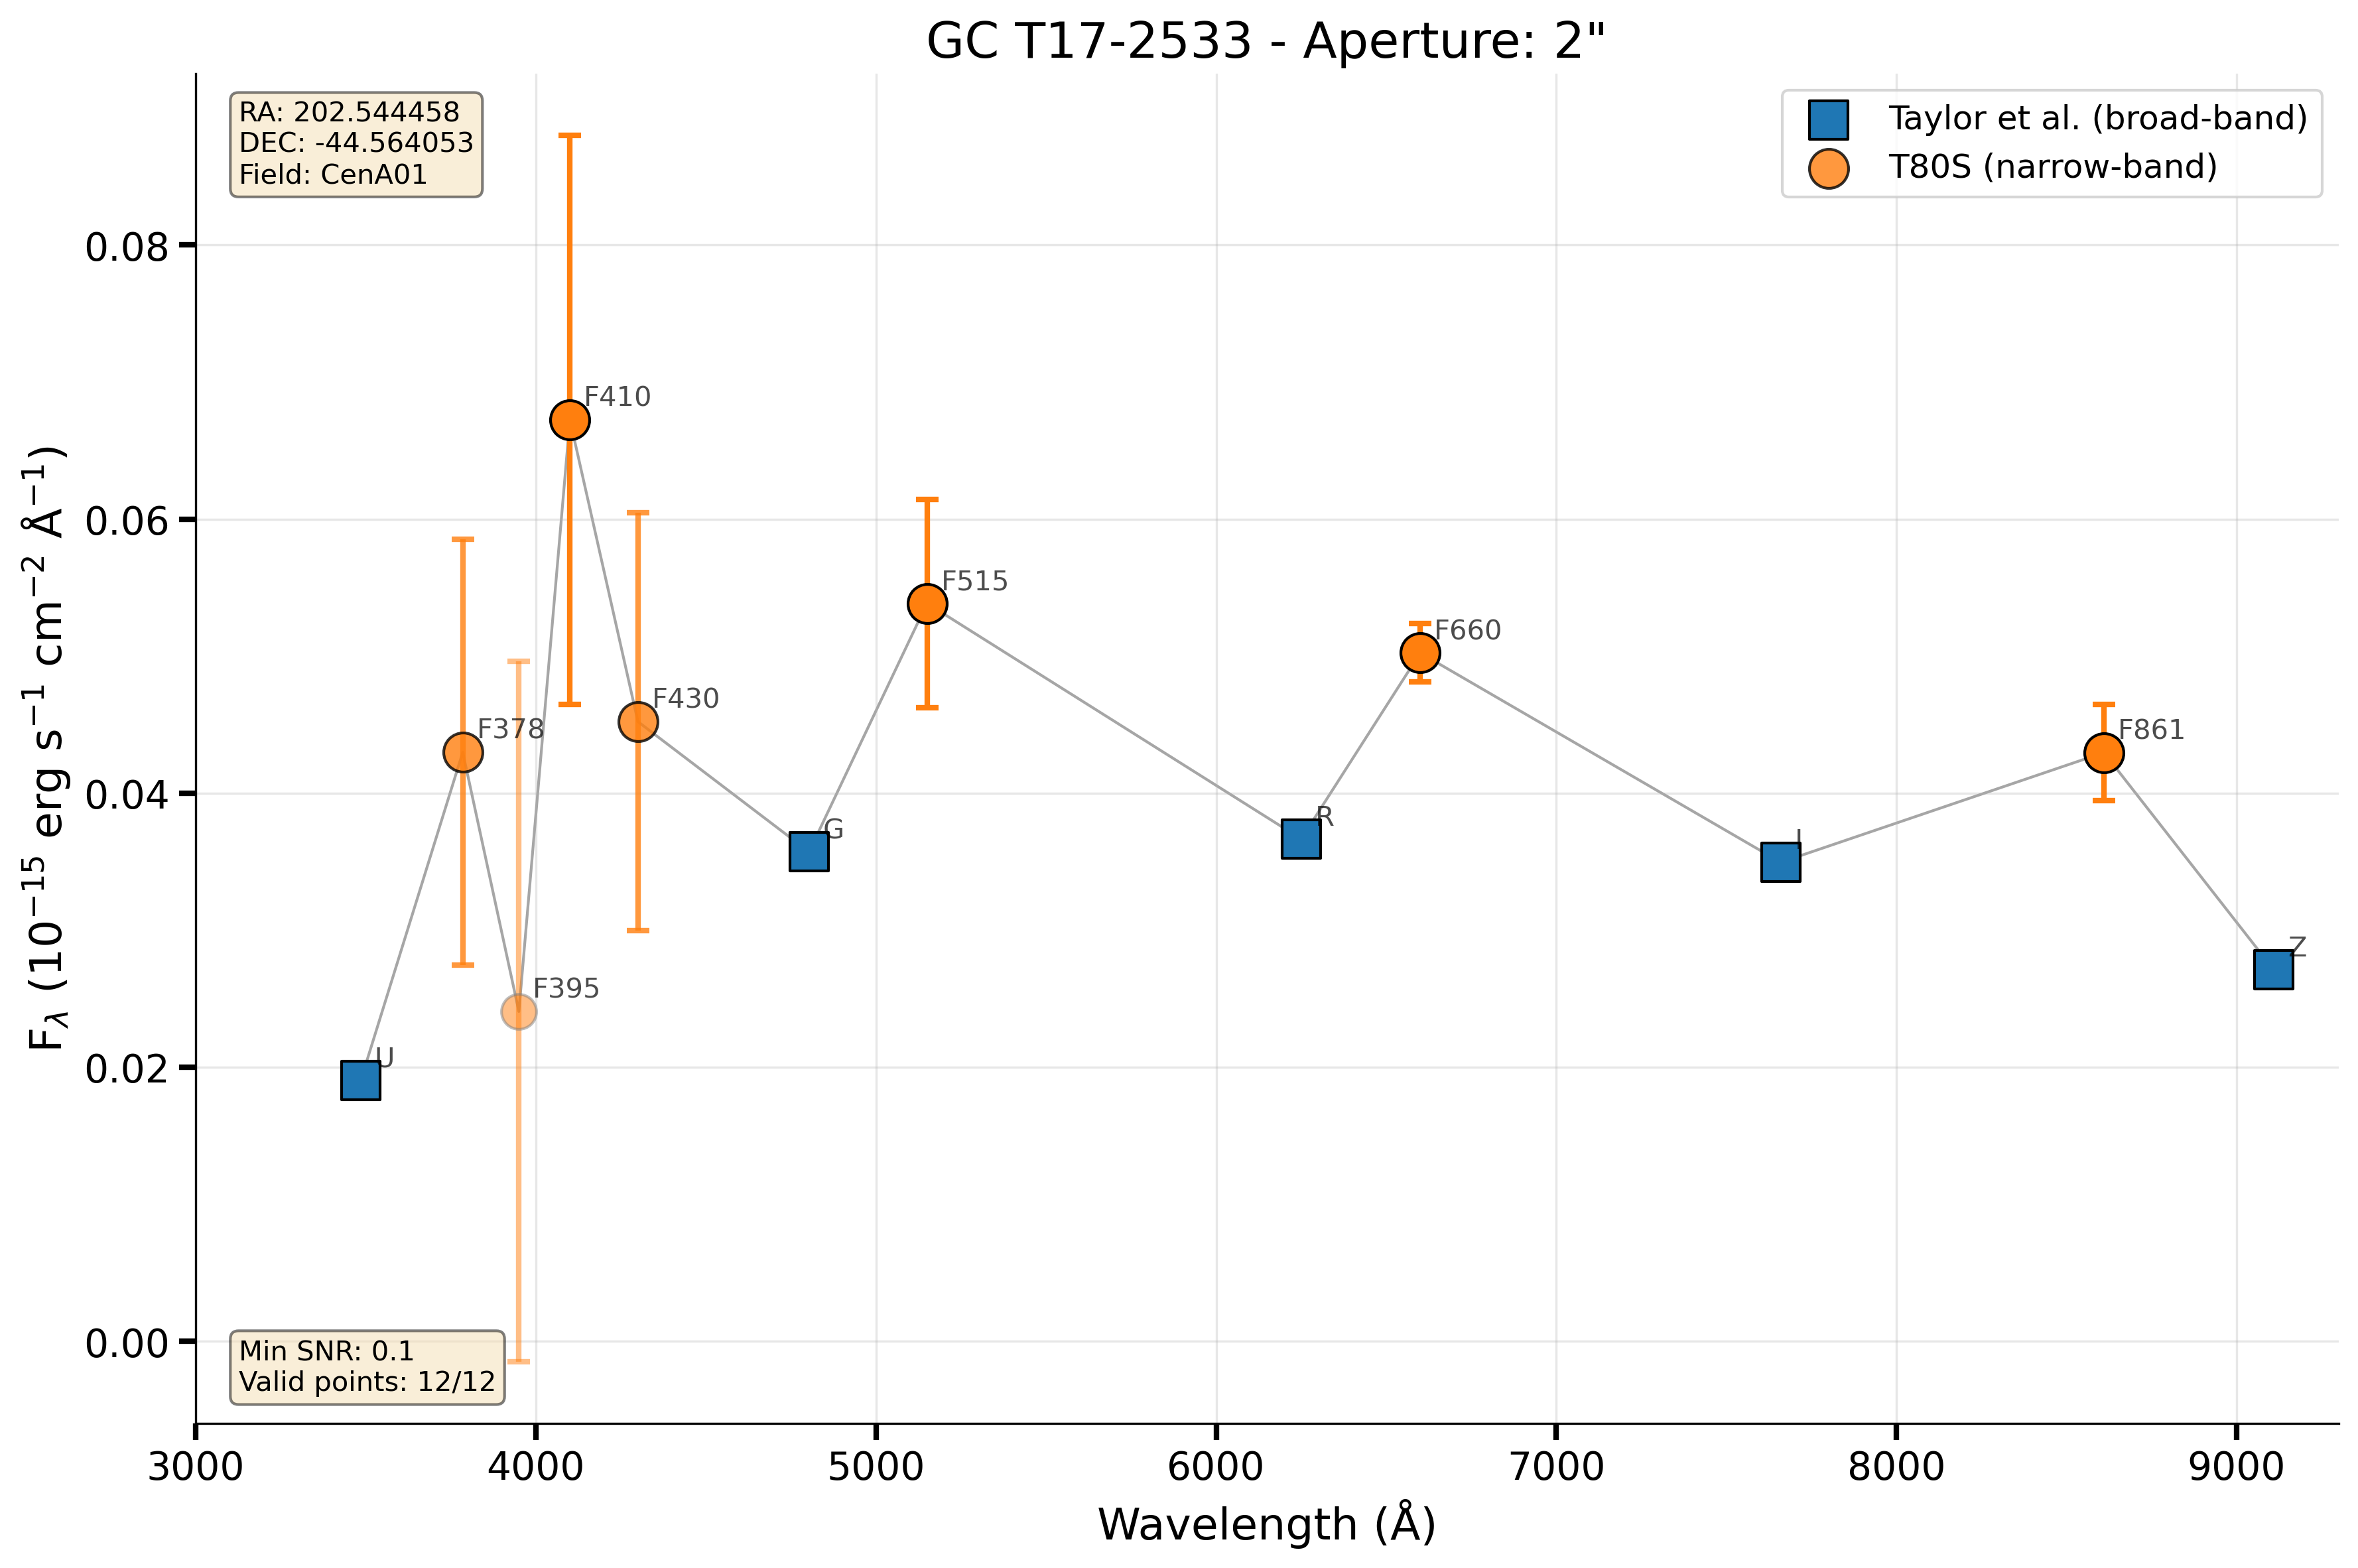 GC T17-2533 - Aperture: 2"
RA: 202.544458
DEC: -44.564053
Field: CenA01
Taylor et al. (broad-band)
T80S (narrow-band)
0.08
0.06
0.04
0.02
0.00
F_λ (10⁻¹⁵ erg s⁻¹ cm⁻² Å⁻¹)
F410
F515
F660
F430
F378
F861
G
R
I
Z
F395
U
Min SNR: 0.1
Valid points: 12/12
3000 4000 5000 6000 7000 8000 9000
Wavelength (Å)